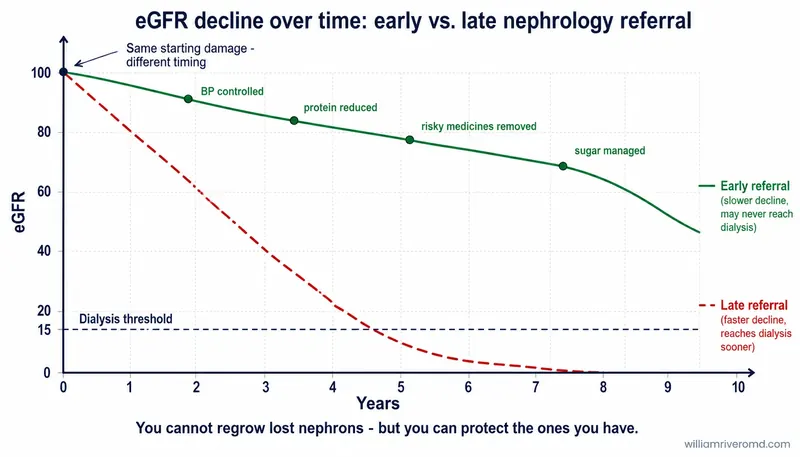 eGFR decline over time: early vs. late nephrology referral
Same starting damage -
different timing
100
80
60
40
20
15
0
eGFR
BP controlled
protein reduced
risky medicines removed
sugar managed
Early referral
(slower decline,
may never reach
dialysis)
Late referral
(faster decline,
reaches dialysis
sooner)
Dialysis threshold
0 1 2 3 4 5 6 7 8 9 10
Years
You cannot regrow lost nephrons - but you can protect the ones you have.
williamriveromd.com